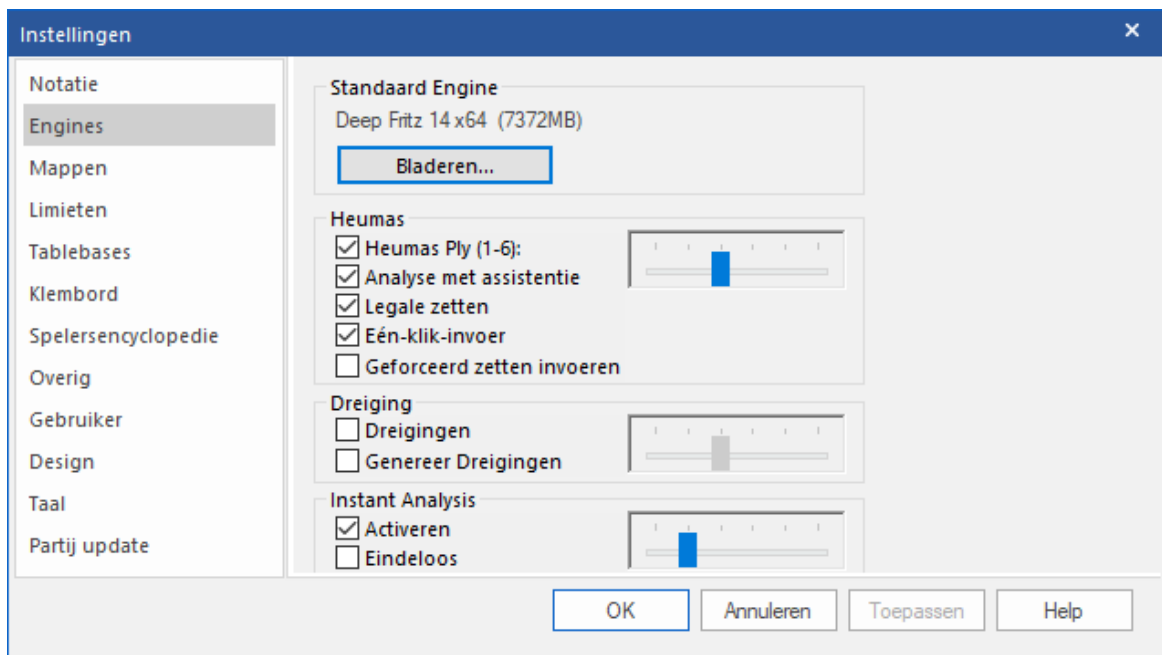 Instellingen
Notatie
Engines
Mappen
Limieten
Tablebases
Klembord
Spelersencyclopedie
Overig
Gebruiker
Design
Taal
Partij update
Standaard Engine
Deep Fritz 14 x64 (7372MB)
Bladeren...
Heumas
Heumas Ply (1-6):
Analyse met assistentie
Legale zetten
Eén-klik-invoer
Geforceerd zetten invoeren
Dreiging
Dreigingen
Genereer Dreigingen
Instant Analysis
Activeren
Eindeloos
OK Annuleren Toepassen Help